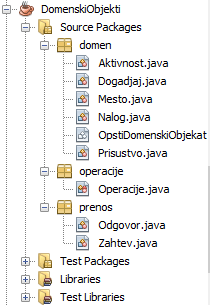 DomenskiObjekti
Source Packages
domen
Aktivnost.java
Dogadjaj.java
Mesto.java
Nalog.java
OpstiDomenskiObjekat
Prisustvo.java
operacije
Operacije.java
prenos
Odgovor.java
Zahtev.java
Test Packages
Libraries
Test Libraries